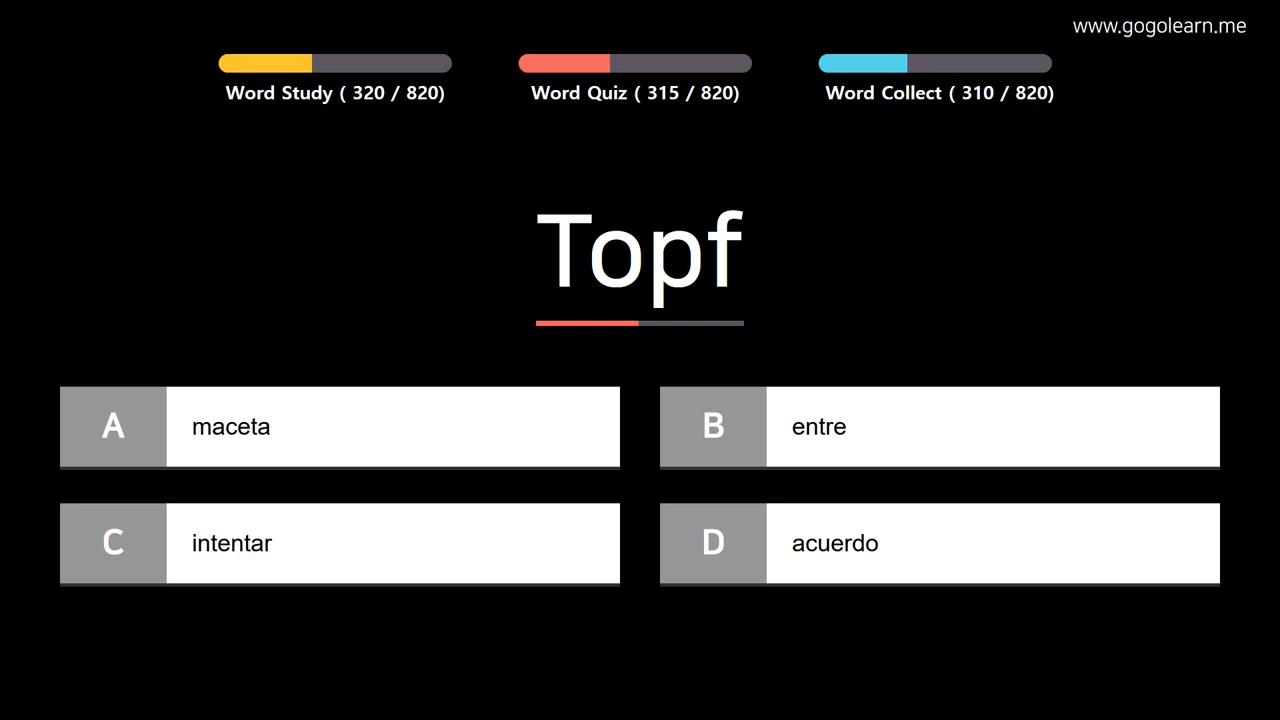 www.gogolearn.me
Word Study ( 320 / 820)
Word Quiz ( 315 / 820)
Word Collect ( 310 / 820)
Topf
A maceta
B entre
C intentar
D acuerdo